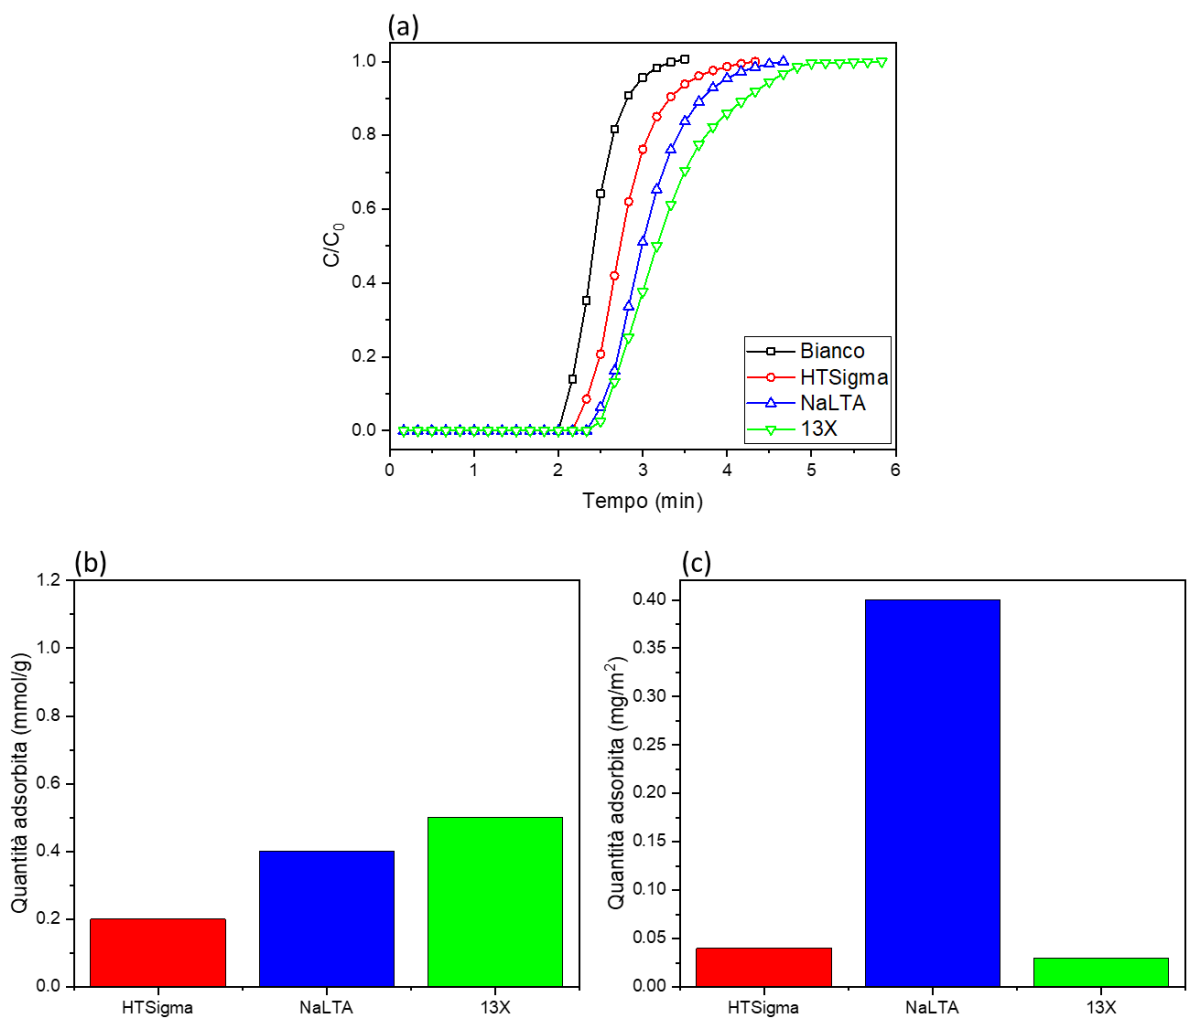 (a)
1.0
0.8
0.6
0.4
0.2
0.0
C/C0
0 1 2 3 4 5 6
Tempo (min)
Bianco
HTSigma
NaLTA
13X
(b)
1.2
1.0
0.8
0.6
0.4
0.2
0.0
Quantità adsorbita (mmol/g)
HTSigma NaLTA 13X
(c)
0.40
0.35
0.30
0.25
0.20
0.15
0.10
0.05
0.00
Quantità adsorbita (mg/m²)
HTSigma NaLTA 13X